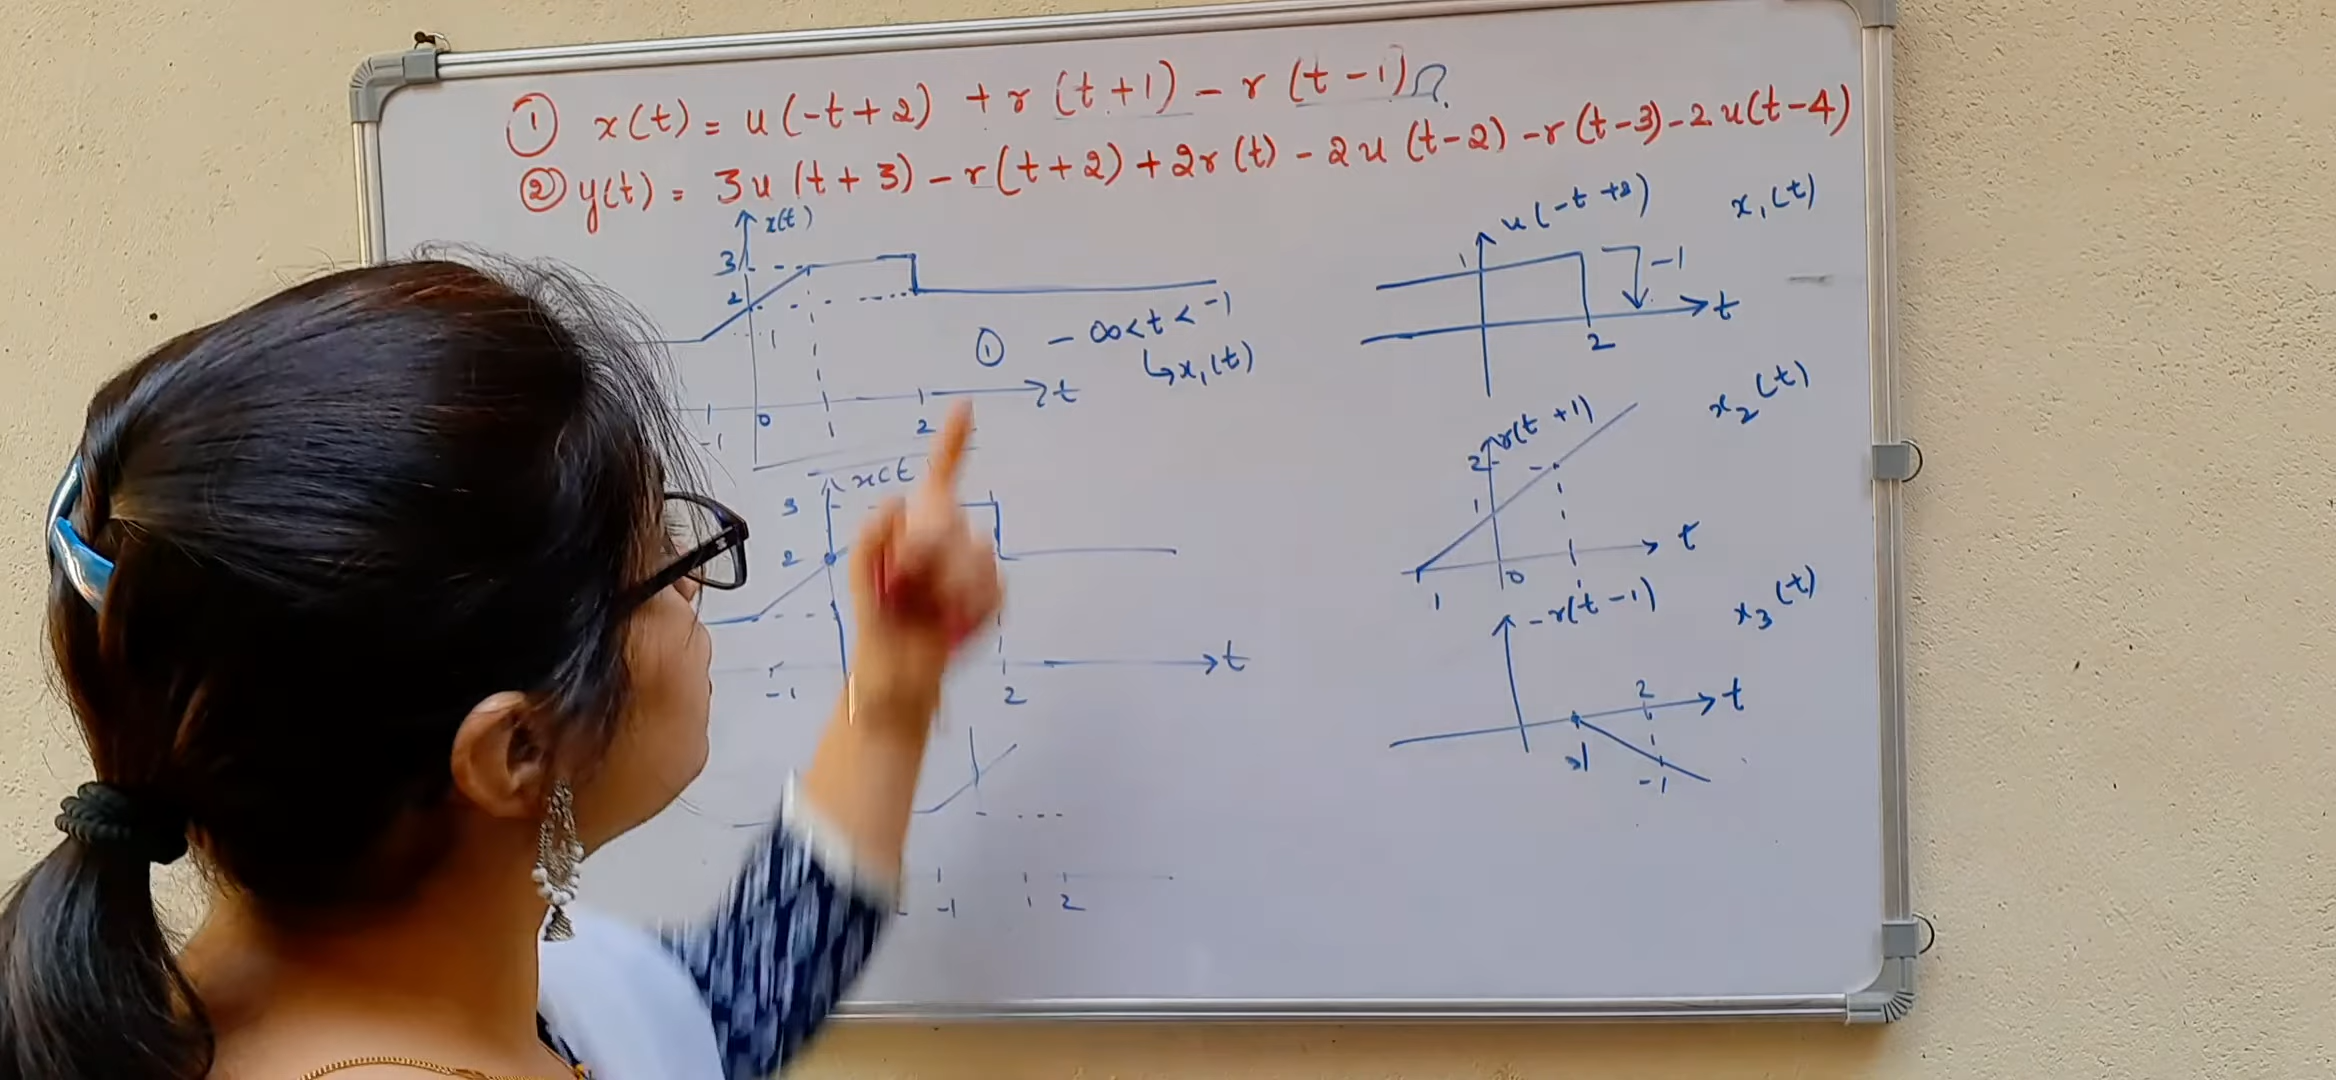 ① x(t) = u(-t+2) + r(t+1) - r(t-1)
② y(t) = 3u(t+3) - r(t+2) + 2r(t) - 2u(t-2) - r(t-3) - 2u(t-4)
x(t)
3
2
1
-1 0 1 2
t
① -∞<t<-1
↳x₁(t)
x(t
3
2
-1 2
t
-1 1 2
u(-t+2) x₁(t)
1
-1
t
2
r(t+1) x₂(t)
2
1
t
1 0
-r(t-1) x₃(t)
2
t
-1